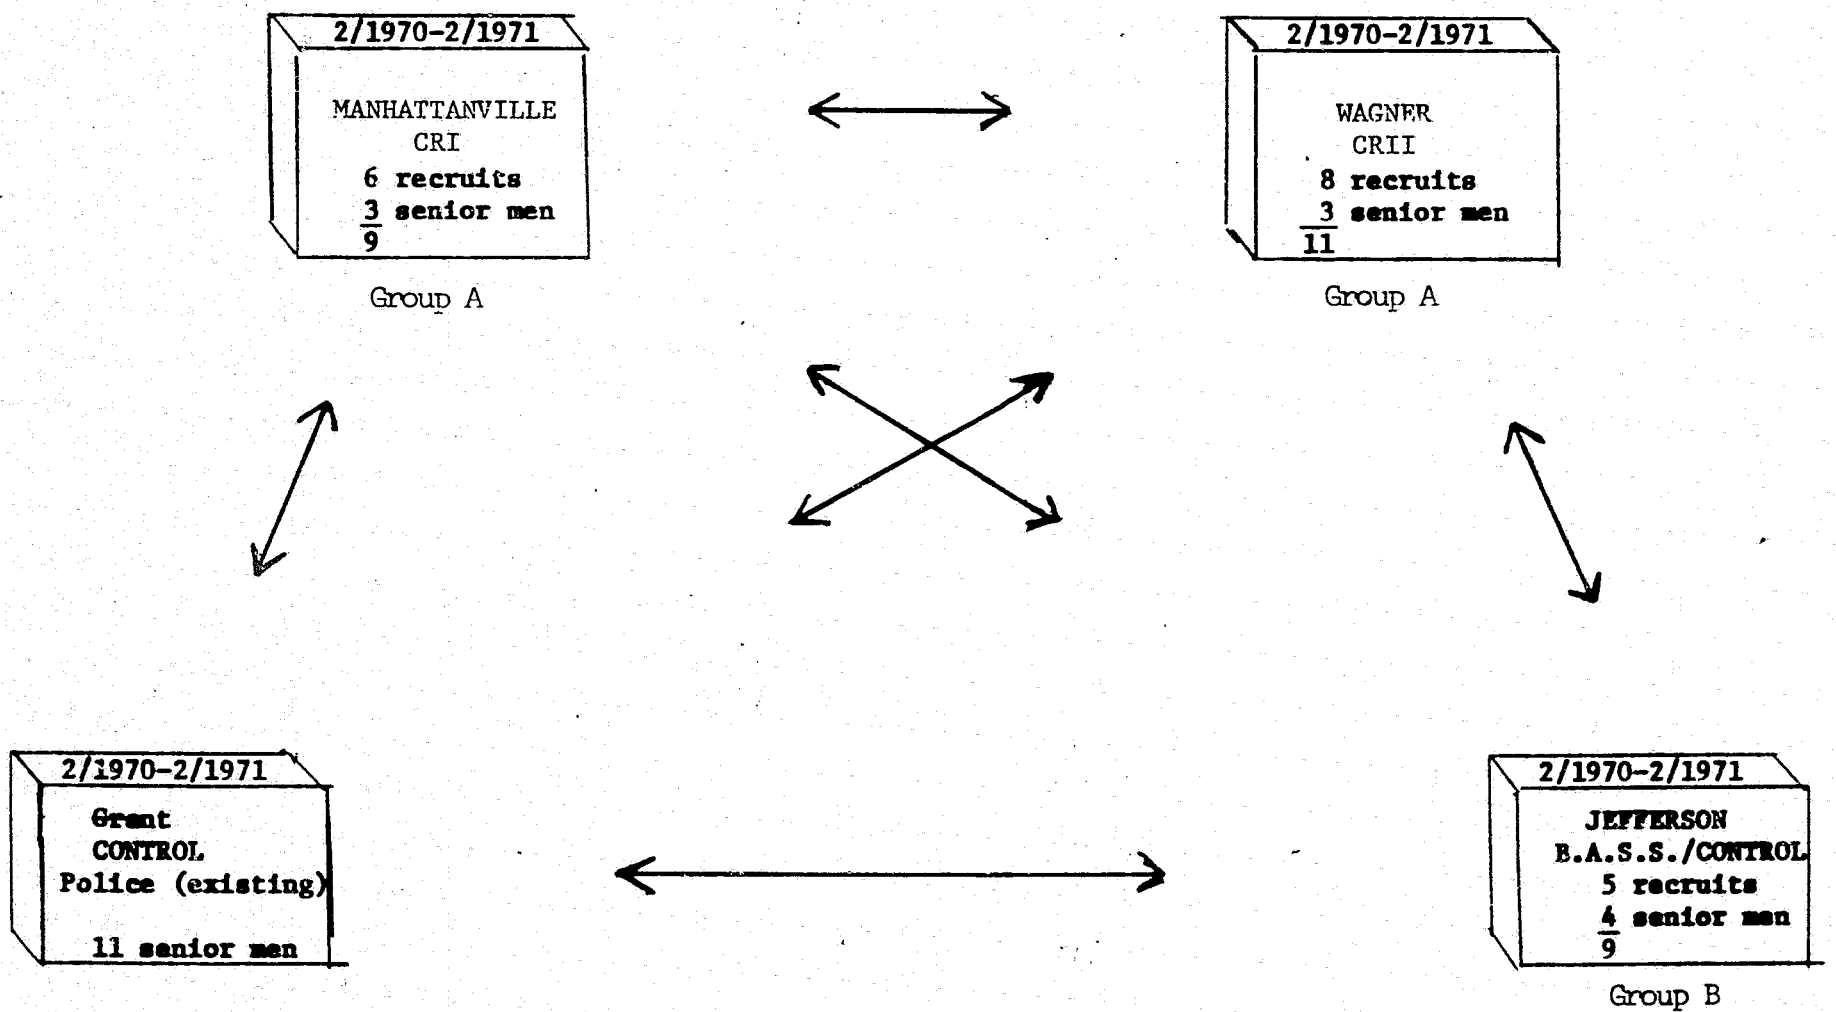 2/1970-2/1971
MANHATTANVILLE
CRI
6 recruits
3 senior men
9
Group A
2/1970-2/1971
WAGNER
CRII
8 recruits
3 senior men
11
Group A
2/1970-2/1971
Grant
CONTROL
Police (existing)
11 senior men
2/1970-2/1971
JEFFERSON
B.A.S.S./CONTROL
5 recruits
4 senior men
9
Group B